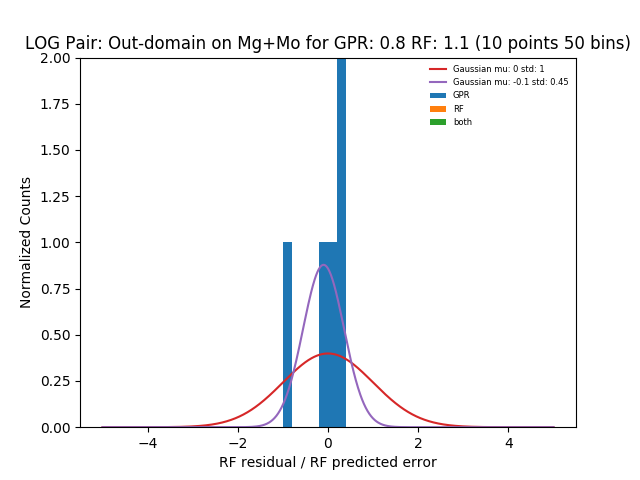 LOG Pair: Out-domain on Mg+Mo for GPR: 0.8 RF: 1.1 (10 points 50 bins)
2.00
1.75
1.50
1.25
1.00
0.75
0.50
0.25
0.00
Normalized Counts
Gaussian mu: 0 std: 1
Gaussian mu: -0.1 std: 0.45
GPR
RF
both
−4 −2 0 2 4
RF residual / RF predicted error